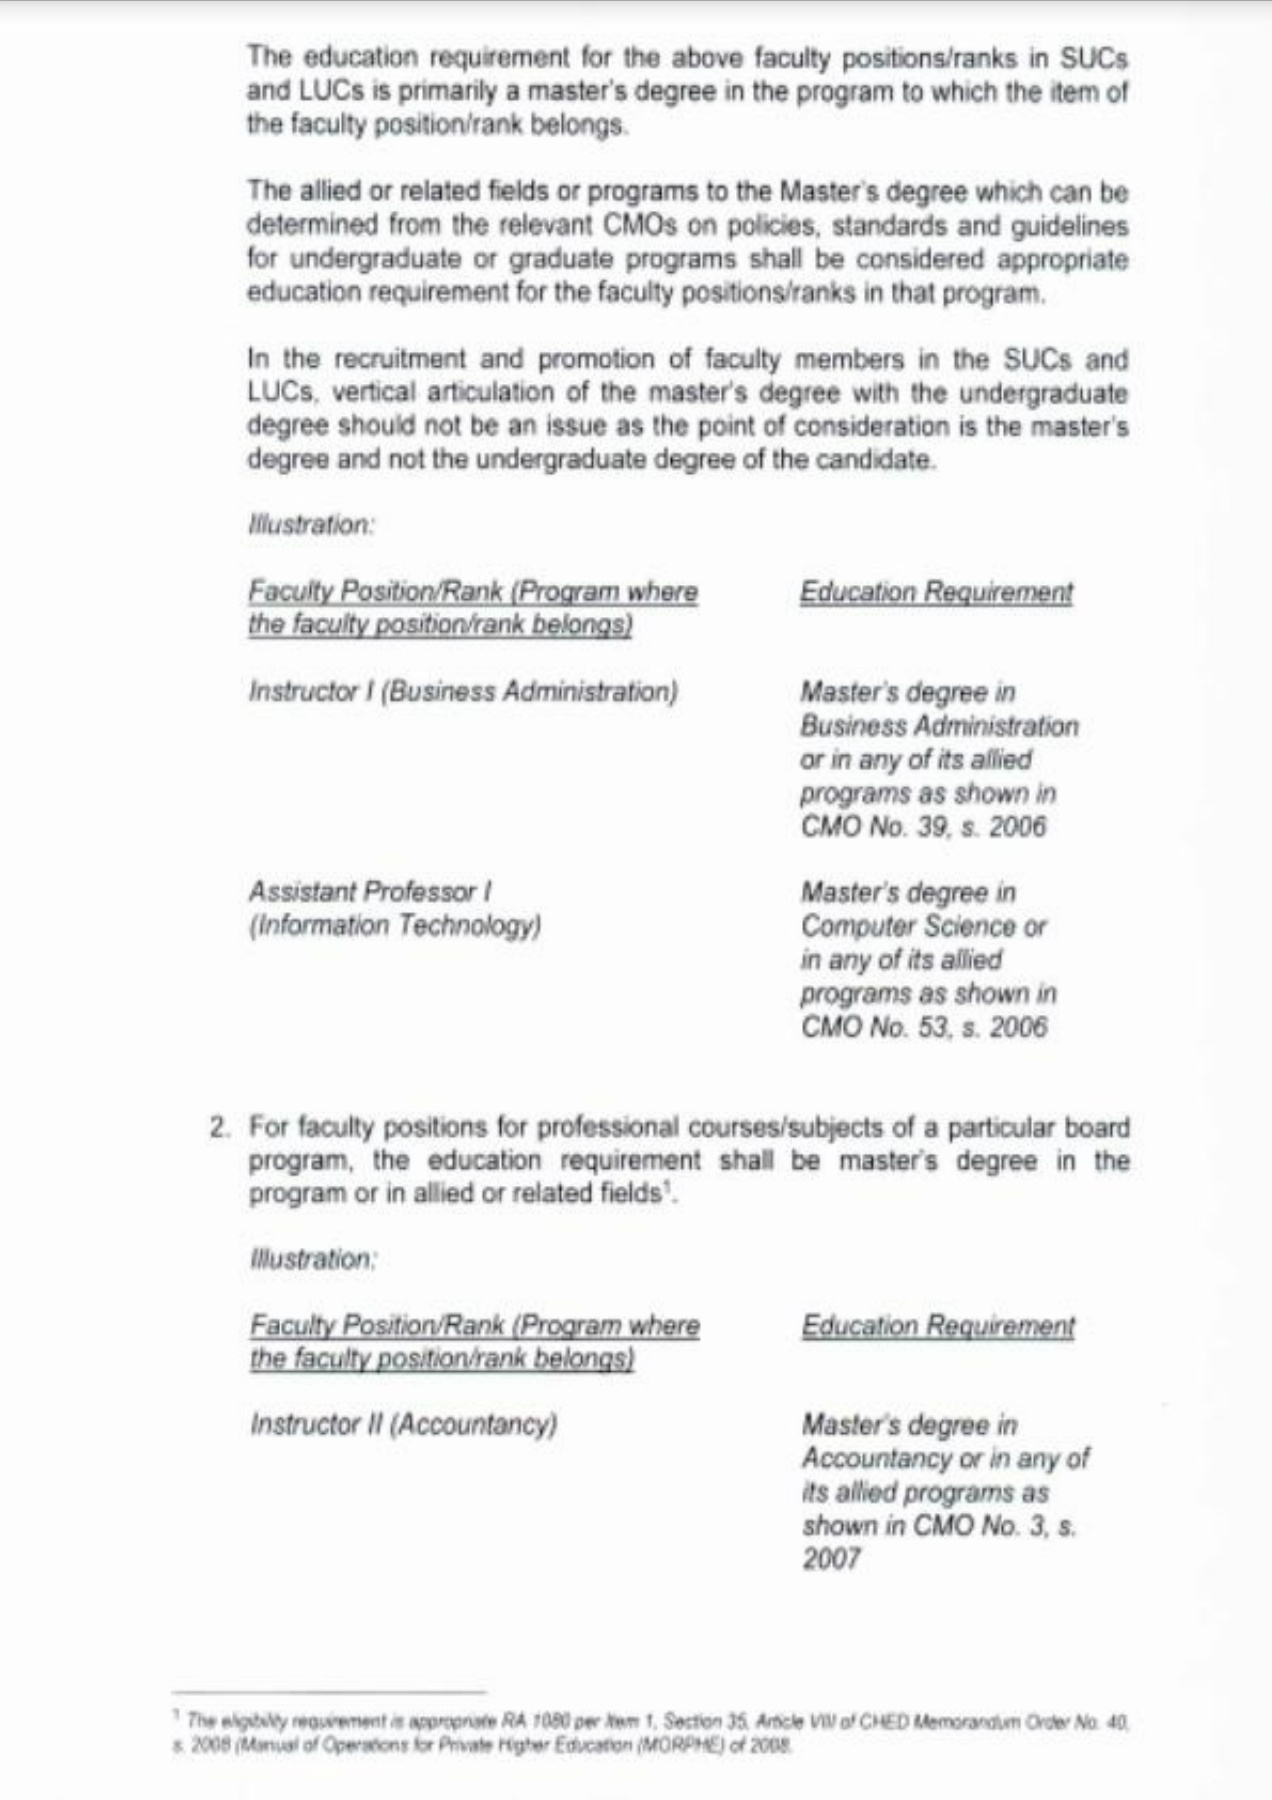 The education requirement for the above faculty positions/ranks in SUCs
and LUCs is primarily a master's degree in the program to which the item of
the faculty position/rank belongs.
The allied or related fields or programs to the Master's degree which can be
determined from the relevant CMOs on policies, standards and guidelines
for undergraduate or graduate programs shall be considered appropriate
education requirement for the faculty positions/ranks in that program.
In the recruitment and promotion of faculty members in the SUCs and
LUCs, vertical articulation of the master's degree with the undergraduate
degree should not be an issue as the point of consideration is the master's
degree and not the undergraduate degree of the candidate.
Illustration:
Faculty Position/Rank (Program where
the faculty position/rank belongs)
Education Requirement
Instructor I (Business Administration)
Master's degree in
Business Administration
or in any of its allied
programs as shown in
CMO No. 39, s. 2006
Assistant Professor I
(Information Technology)
Master's degree in
Computer Science or
in any of its allied
programs as shown in
CMO No. 53, s. 2006
2. For faculty positions for professional courses/subjects of a particular board
program, the education requirement shall be master's degree in the
program or in allied or related fields¹.
Illustration:
Faculty Position/Rank (Program where
the faculty position/rank belongs)
Education Requirement
Instructor II (Accountancy)
Master's degree in
Accountancy or in any of
its allied programs as
shown in CMO No. 3, s.
2007
¹ The eligibility requirement is appropriate RA 1080 per Item 1, Section 35, Article VIII of CHED Memorandum Order No. 40,
s. 2008 (Manual of Operations for Private Higher Education (MORPHE) of 2008.